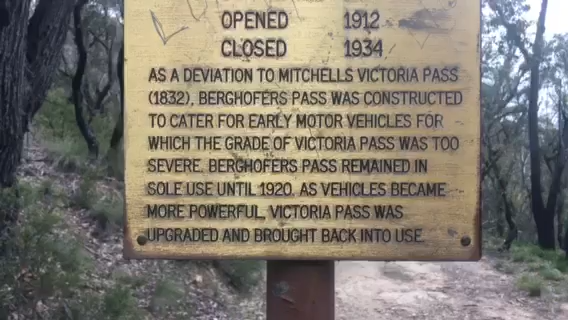 OPENED 1912
CLOSED 1934
AS A DEVIATION TO MITCHELLS VICTORIA PASS
(1832), BERGHOFERS PASS WAS CONSTRUCTED
TO CATER FOR EARLY MOTOR VEHICLES FOR
WHICH THE GRADE OF VICTORIA PASS WAS TOO
SEVERE. BERGHOFERS PASS REMAINED IN
SOLE USE UNTIL 1920. AS VEHICLES BECAME
MORE POWERFUL, VICTORIA PASS WAS
UPGRADED AND BROUGHT BACK INTO USE.